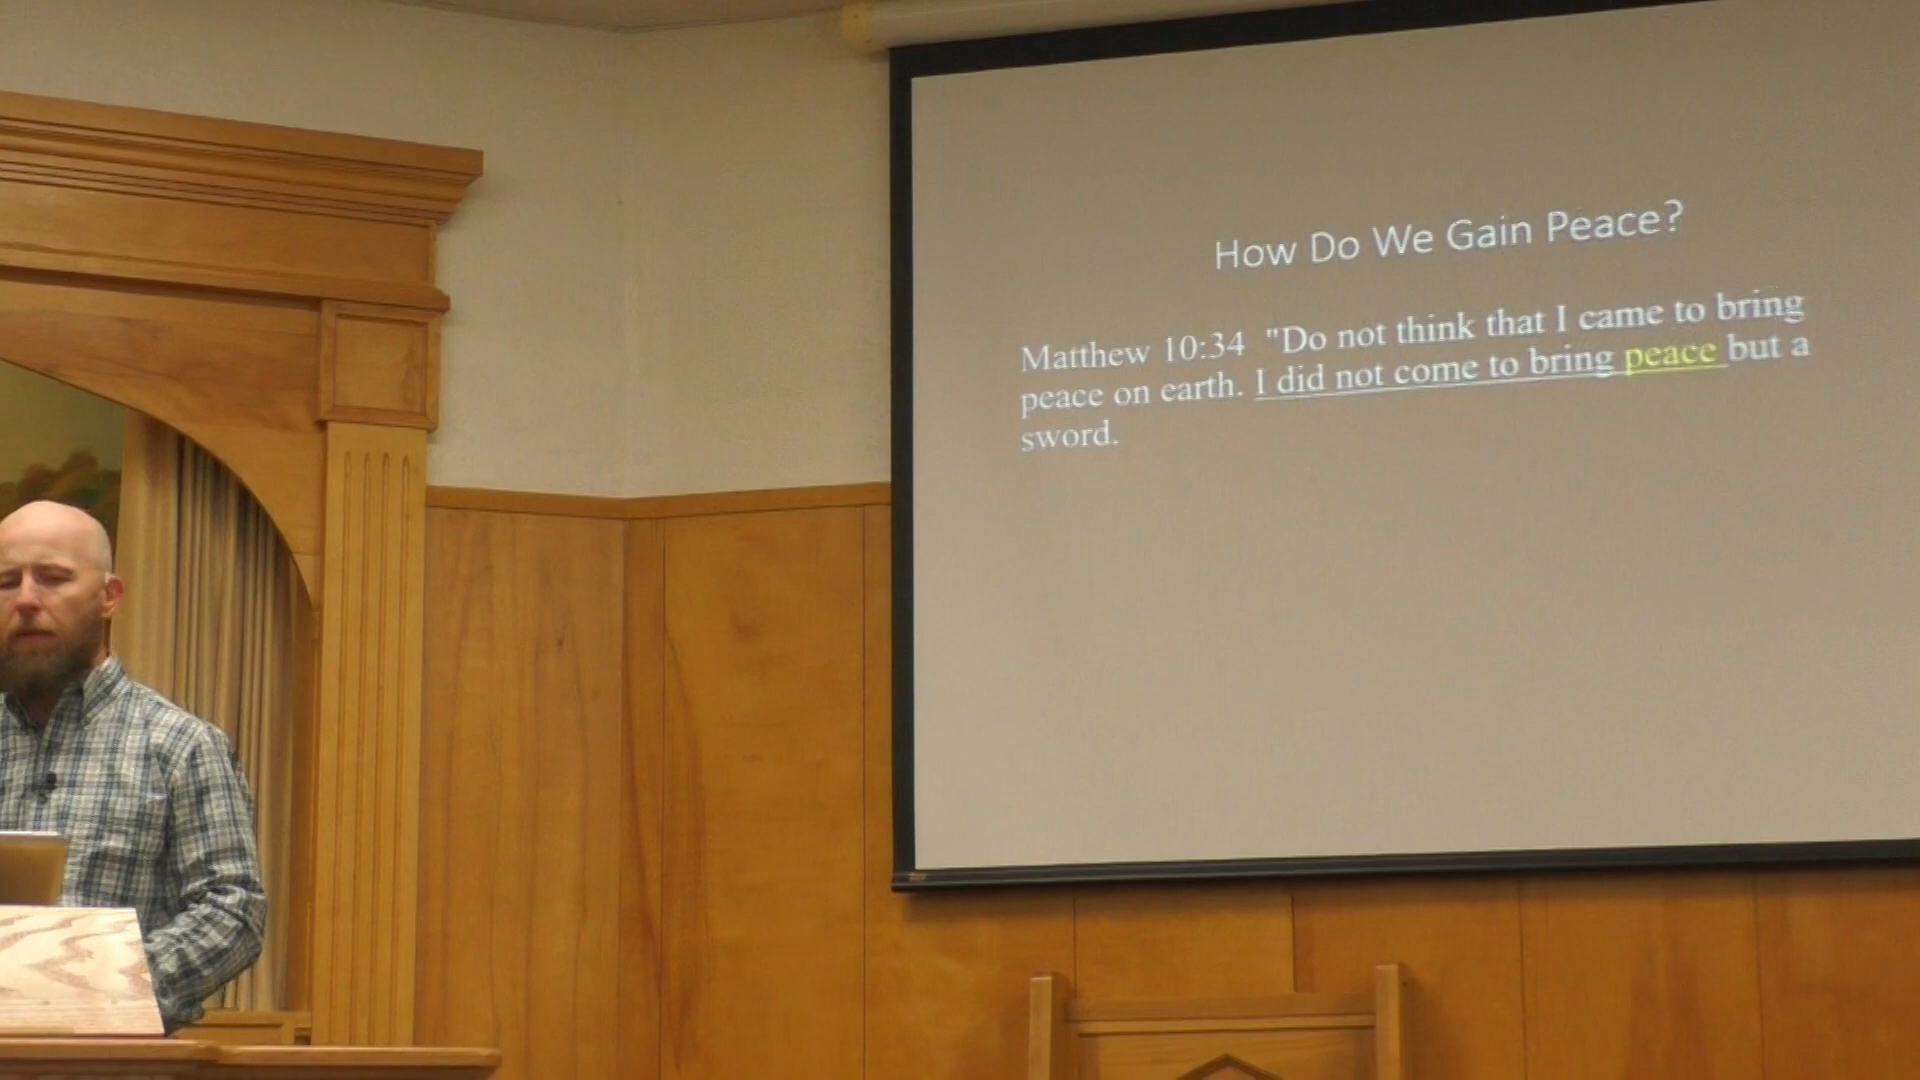 How Do We Gain Peace?
Matthew 10:34 "Do not think that I came to bring
peace on earth. I did not come to bring peace but a
sword.